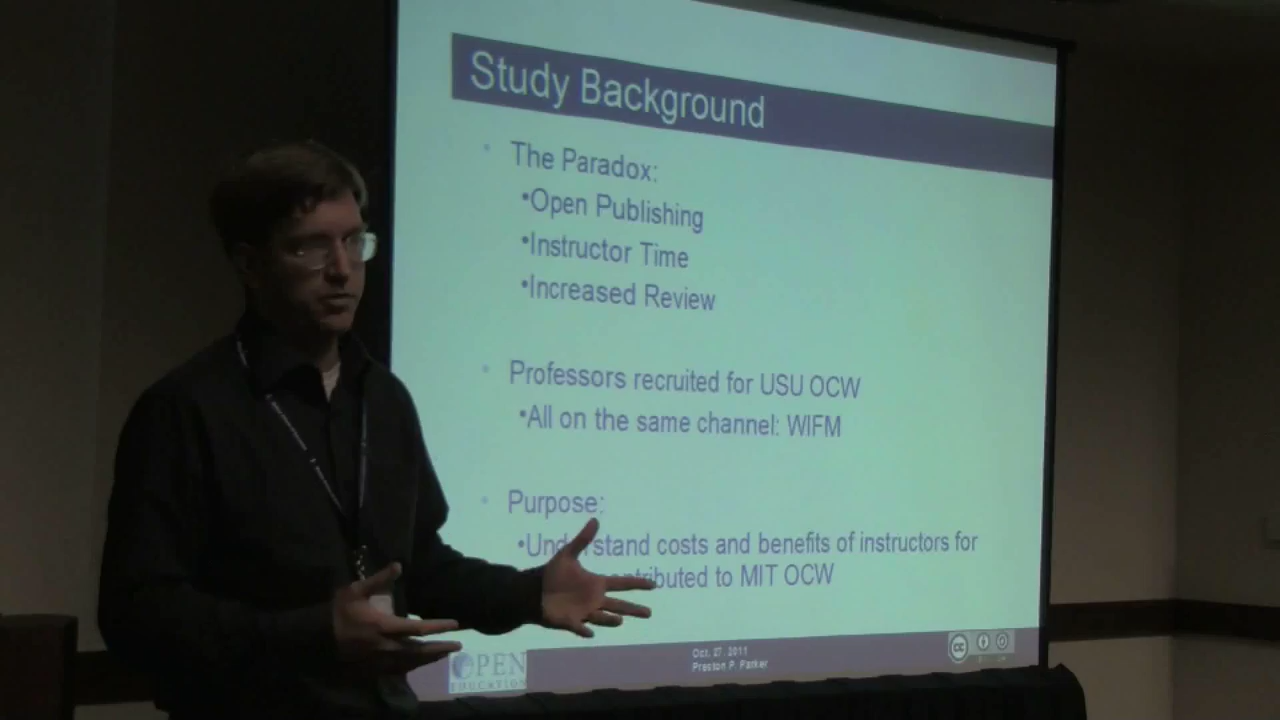 Study Background
The Paradox:
•Open Publishing
•Instructor Time
•Increased Review
Professors recruited for USU OCW
•All on the same channel: WIFM
Purpose:
•Understand costs and benefits of instructors for
contributed to MIT OCW
OPEN
EDUCATION
Oct. 27, 2011
Preston P. Parker
cc